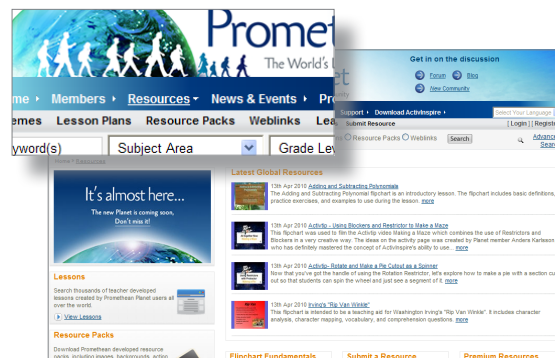 Promet
The World's
me Members Resources News & Events Pr
emes Lesson Plans Resource Packs Weblinks Lea
yword(s) Subject Area Grade Lev
Get in on the discussion
Forum Blog
New Community
Support Download ActivInspire Select Your Language
Submit Resource [ Login ] [ Registe
Resource Packs Weblinks Search Advanc
Sear
Home > Resources
It's almost here...
The new Planet is coming soon,
Don't miss it!
Lessons
Search thousands of teacher developed
lessons created by Promethean Planet users all
over the world.
View Lessons
Resource Packs
Download Promethean developed resource
packs, including images, backgrounds, action
Latest Global Resources
13th Apr 2010 Adding and Subtracting Polynomials
The Adding and Subtracting Polynomial flipchart is an introductory lesson. The flipchart includes basic definitions,
practice exercises, and examples to use during the lesson. more
13th Apr 2010 Activtip - Using Blockers and Restrictor to Make a Maze
This flipchart was used to film the Activtip video Making a Maze which combines the use of Restrictors and
Blockers in a very creative way. The ideas on the activity page was created by Planet member Anders Karlsson
who has definitely mastered the concept of ActivInspire's ability to use.. more
13th Apr 2010 Activtip- Rotate and Make a Pie Cutout as a Spinner
Now that you've got the handle of using the Rotation Restrictor, let's explore how to make a pie with a section cu
out so that students can spin the wheel and just see a segment of it. more
13th Apr 2010 Irving's "Rip Van Winkle"
This flipchart is intended to be a teaching aid for Washington Irving's "Rip Van Winkle". It includes character
analysis, character mapping, vocabulary, and comprehension questions. more
Flipchart Fundamentals Submit a Resource Premium Resources